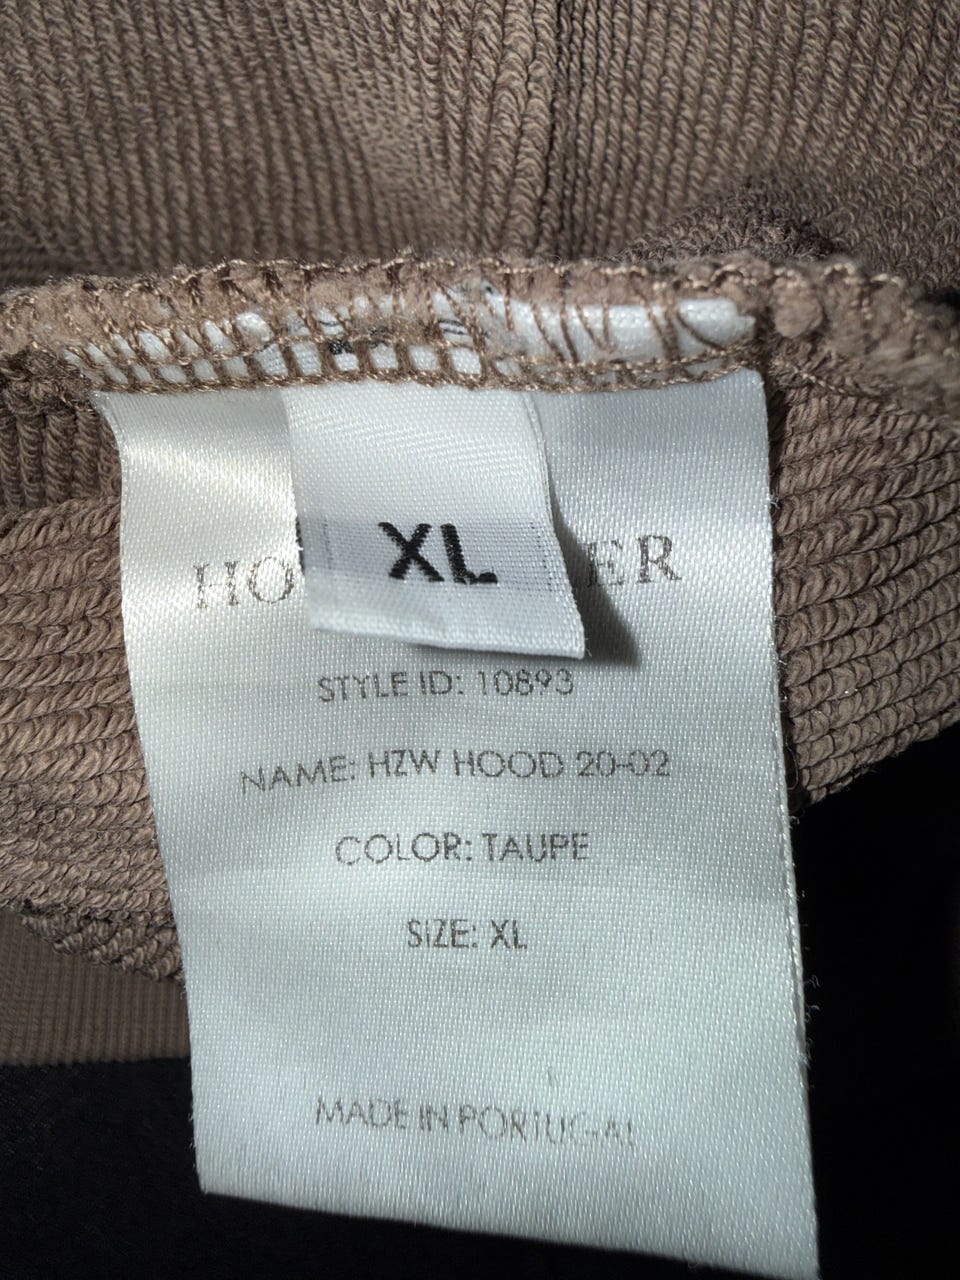 XL
STYLE ID: 10893
NAME: HZW HOOD 20-02
COLOR: TAUPE
SIZE: XL
MADE IN PORTUGAL